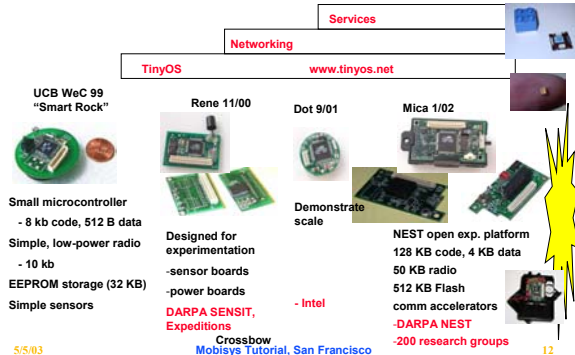 Services
Networking
TinyOS www.tinyos.net
UCB WeC 99
“Smart Rock”
Small microcontroller
- 8 kb code, 512 B data
Simple, low-power radio
- 10 kb
EEPROM storage (32 KB)
Simple sensors
Rene 11/00
Designed for
experimentation
-sensor boards
-power boards
DARPA SENSIT,
Expeditions
Crossbow
Dot 9/01
Demonstrate
scale
- Intel
Mica 1/02
NEST open exp. platform
128 KB code, 4 KB data
50 KB radio
512 KB Flash
comm accelerators
-DARPA NEST
-200 research groups
5/5/03
Mobisys Tutorial, San Francisco
12